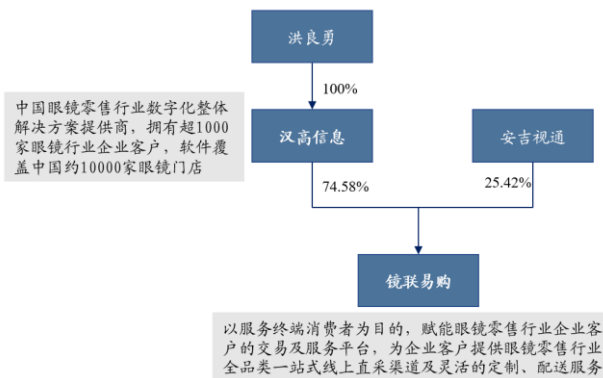 洪良勇
100%
中国眼镜零售行业数字化整体
解决方案提供商，拥有超1000
家眼镜行业企业客户，软件覆
盖中国约10000家眼镜门店
汉高信息
安吉视通
74.58%
25.42%
镜联易购
以服务终端消费者为目的，赋能眼镜零售行业企业客
户的交易及服务平台，为企业客户提供眼镜零售行业
全品类一站式线上直采渠道及灵活的定制、配送服务